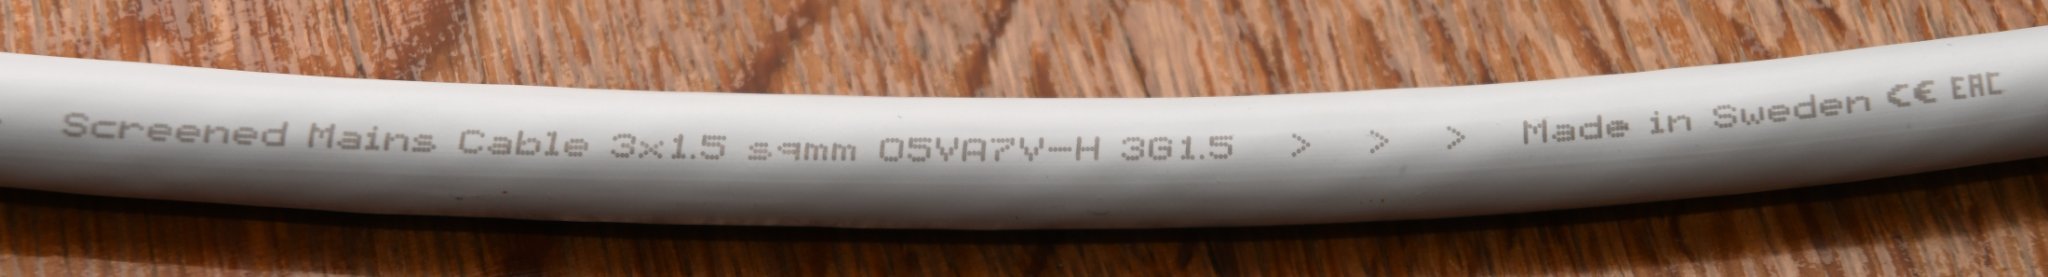 Screened Mains Cable 3x1.5 sqmm 05VA7V-H 3G1.5 > > > Made in Sweden CE EAC